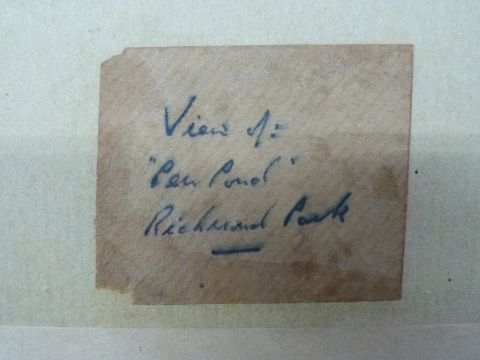 View of:=
"Pen Pond"
Richmond Park